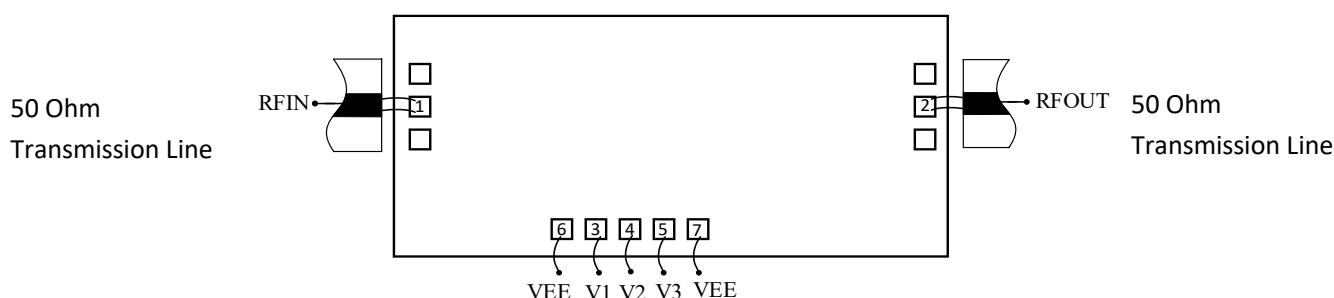 50 Ohm
Transmission Line
RFIN
1
2
RFOUT
50 Ohm
Transmission Line
6 3 4 5 7
VEE V1 V2 V3 VEE